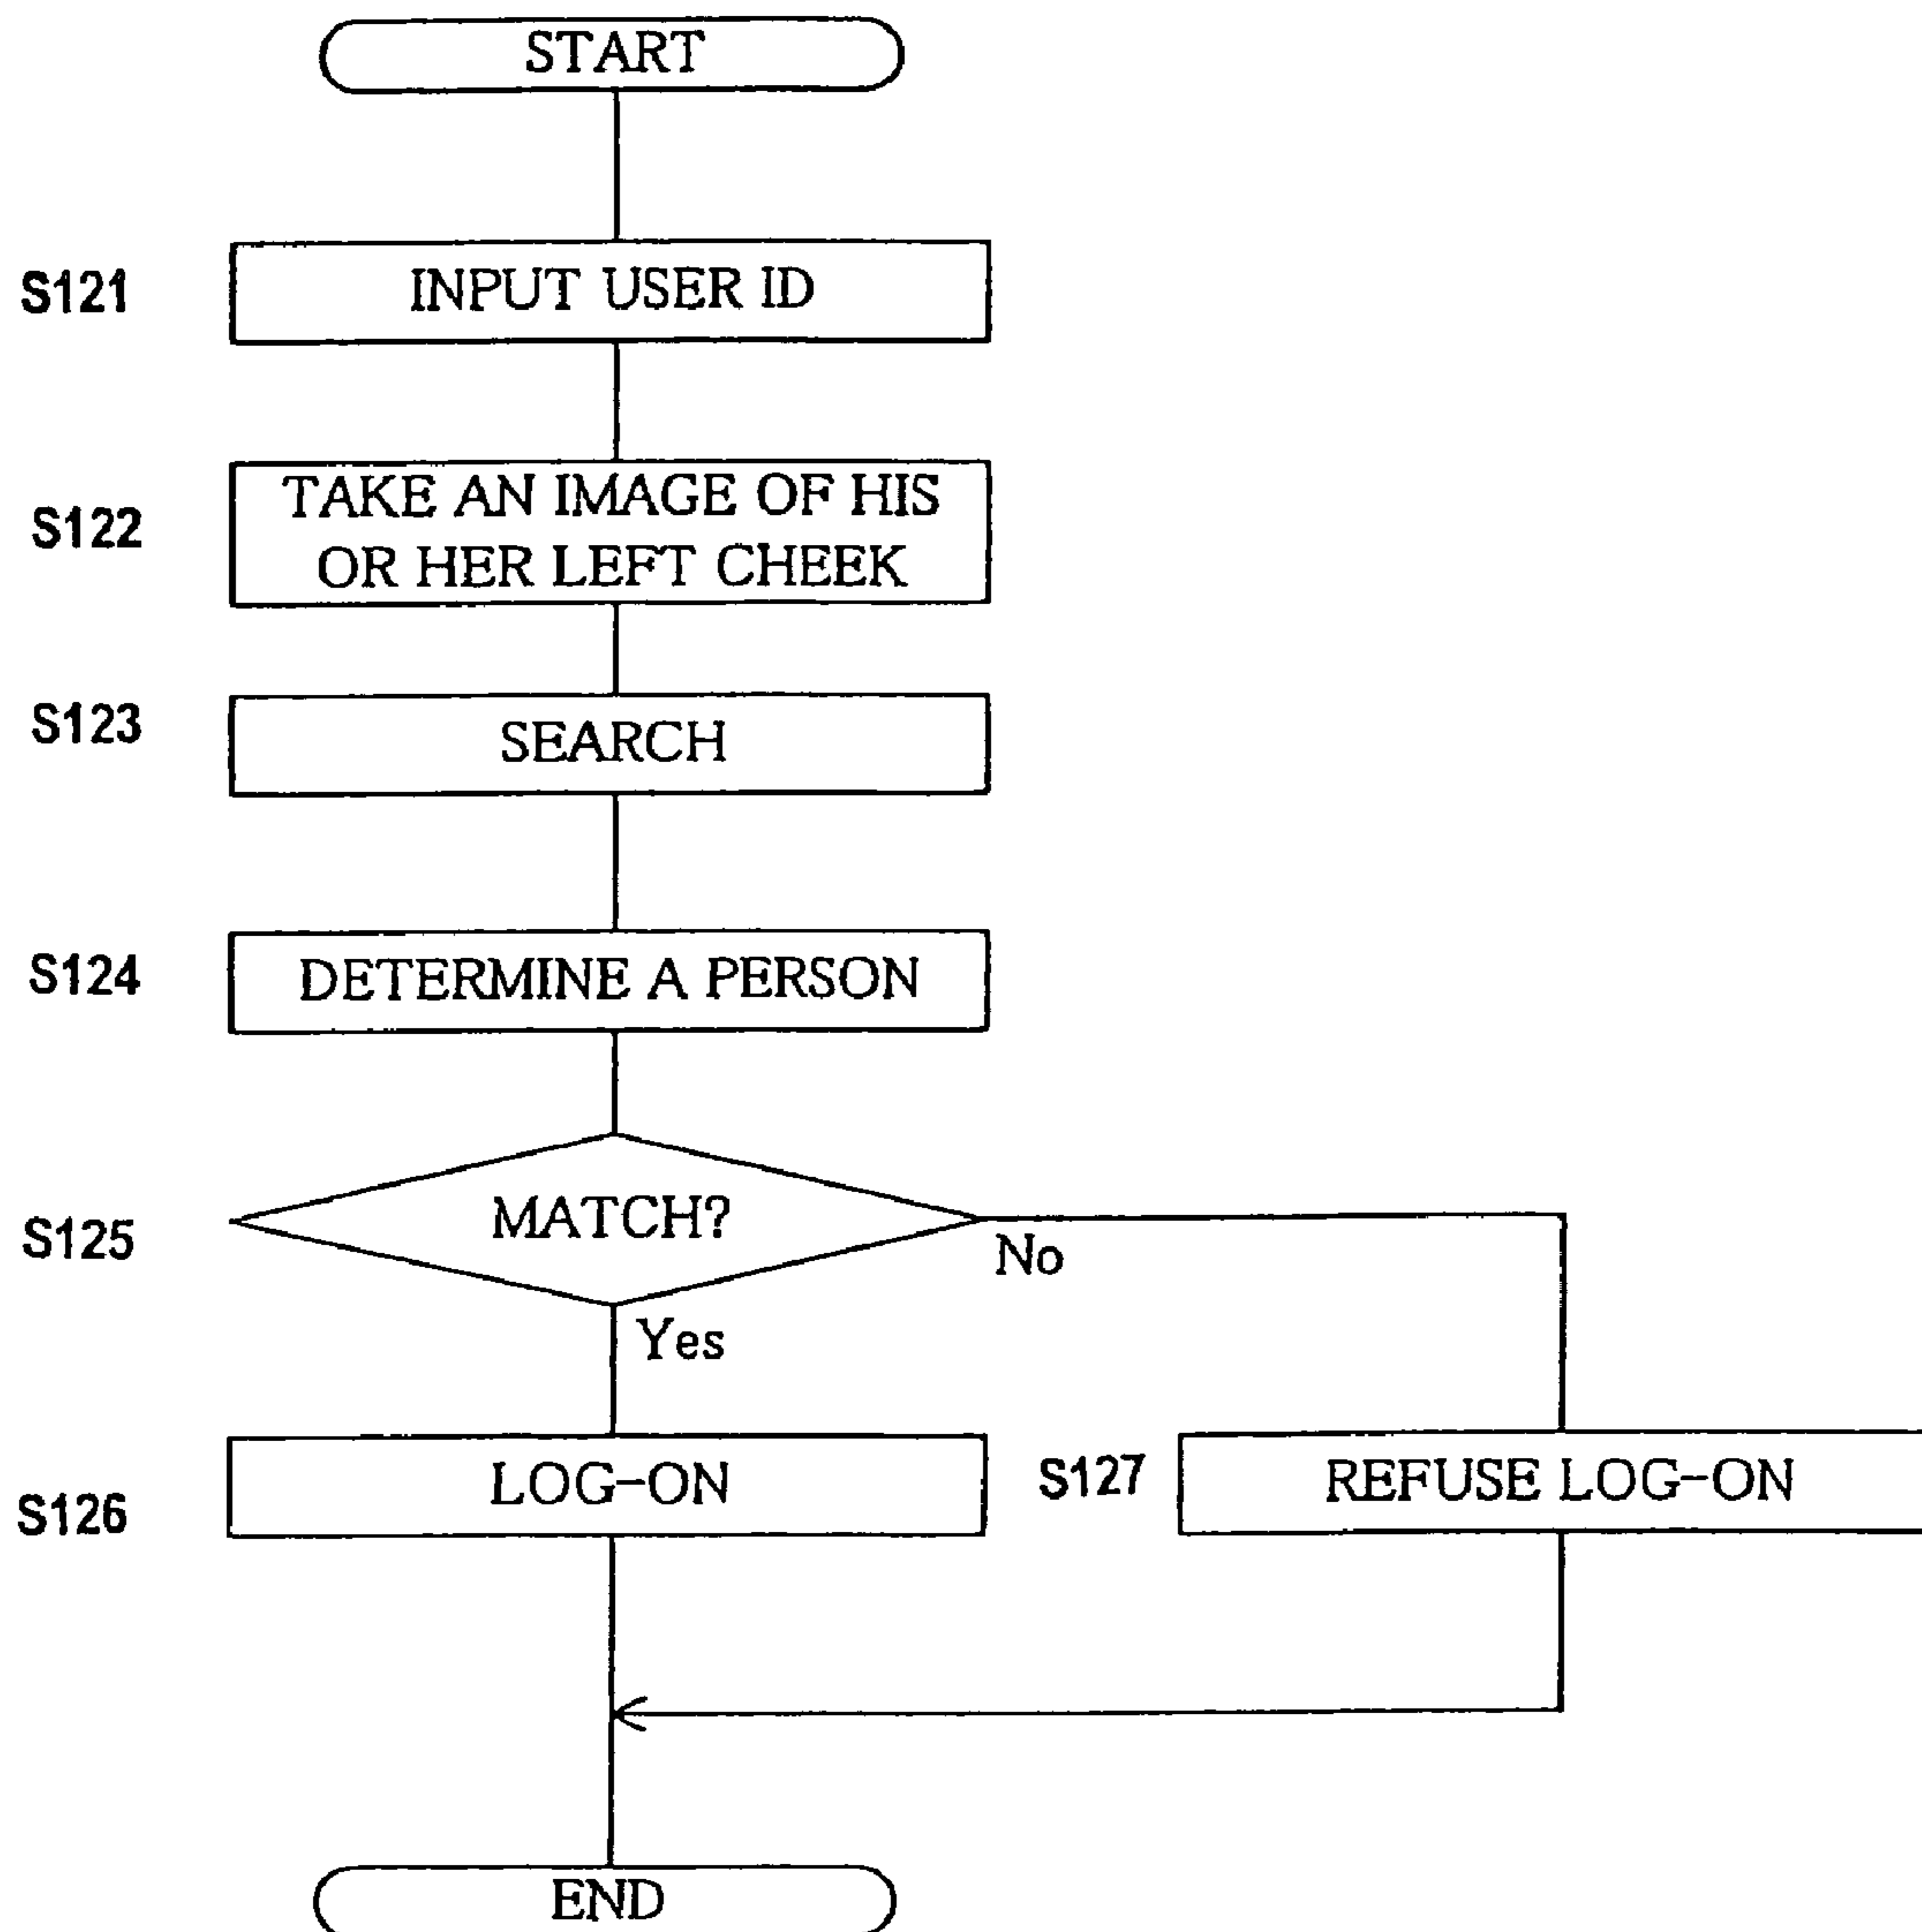 START
S121
INPUT USER ID
S122
TAKE AN IMAGE OF HIS
OR HER LEFT CHEEK
S123
SEARCH
S124
DETERMINE A PERSON
S125
MATCH?
No
Yes
S126
LOG-ON
S127
REFUSE LOG-ON
END